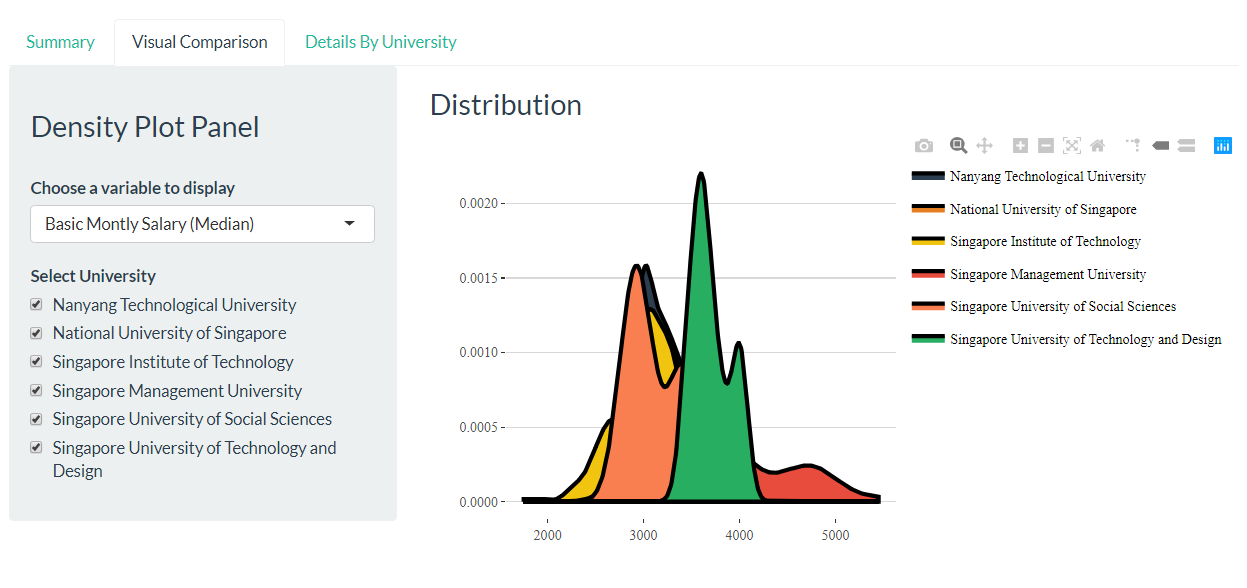 Summary
Visual Comparison
Details By University
Density Plot Panel
Choose a variable to display
Basic Montly Salary (Median)
Select University
Nanyang Technological University
National University of Singapore
Singapore Institute of Technology
Singapore Management University
Singapore University of Social Sciences
Singapore University of Technology and
Design
Distribution
0.0020
0.0015
0.0010
0.0005
0.0000
2000
3000
4000
5000
Nanyang Technological University
National University of Singapore
Singapore Institute of Technology
Singapore Management University
Singapore University of Social Sciences
Singapore University of Technology and Design